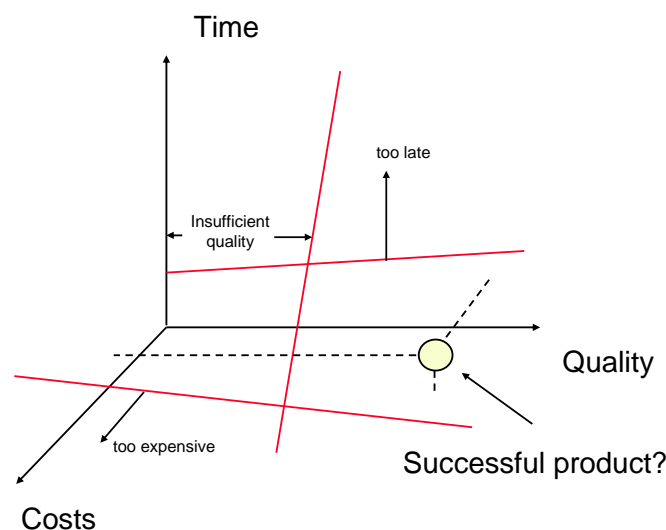 Time
too late
Insufficient
quality
Quality
too expensive
Successful product?
Costs